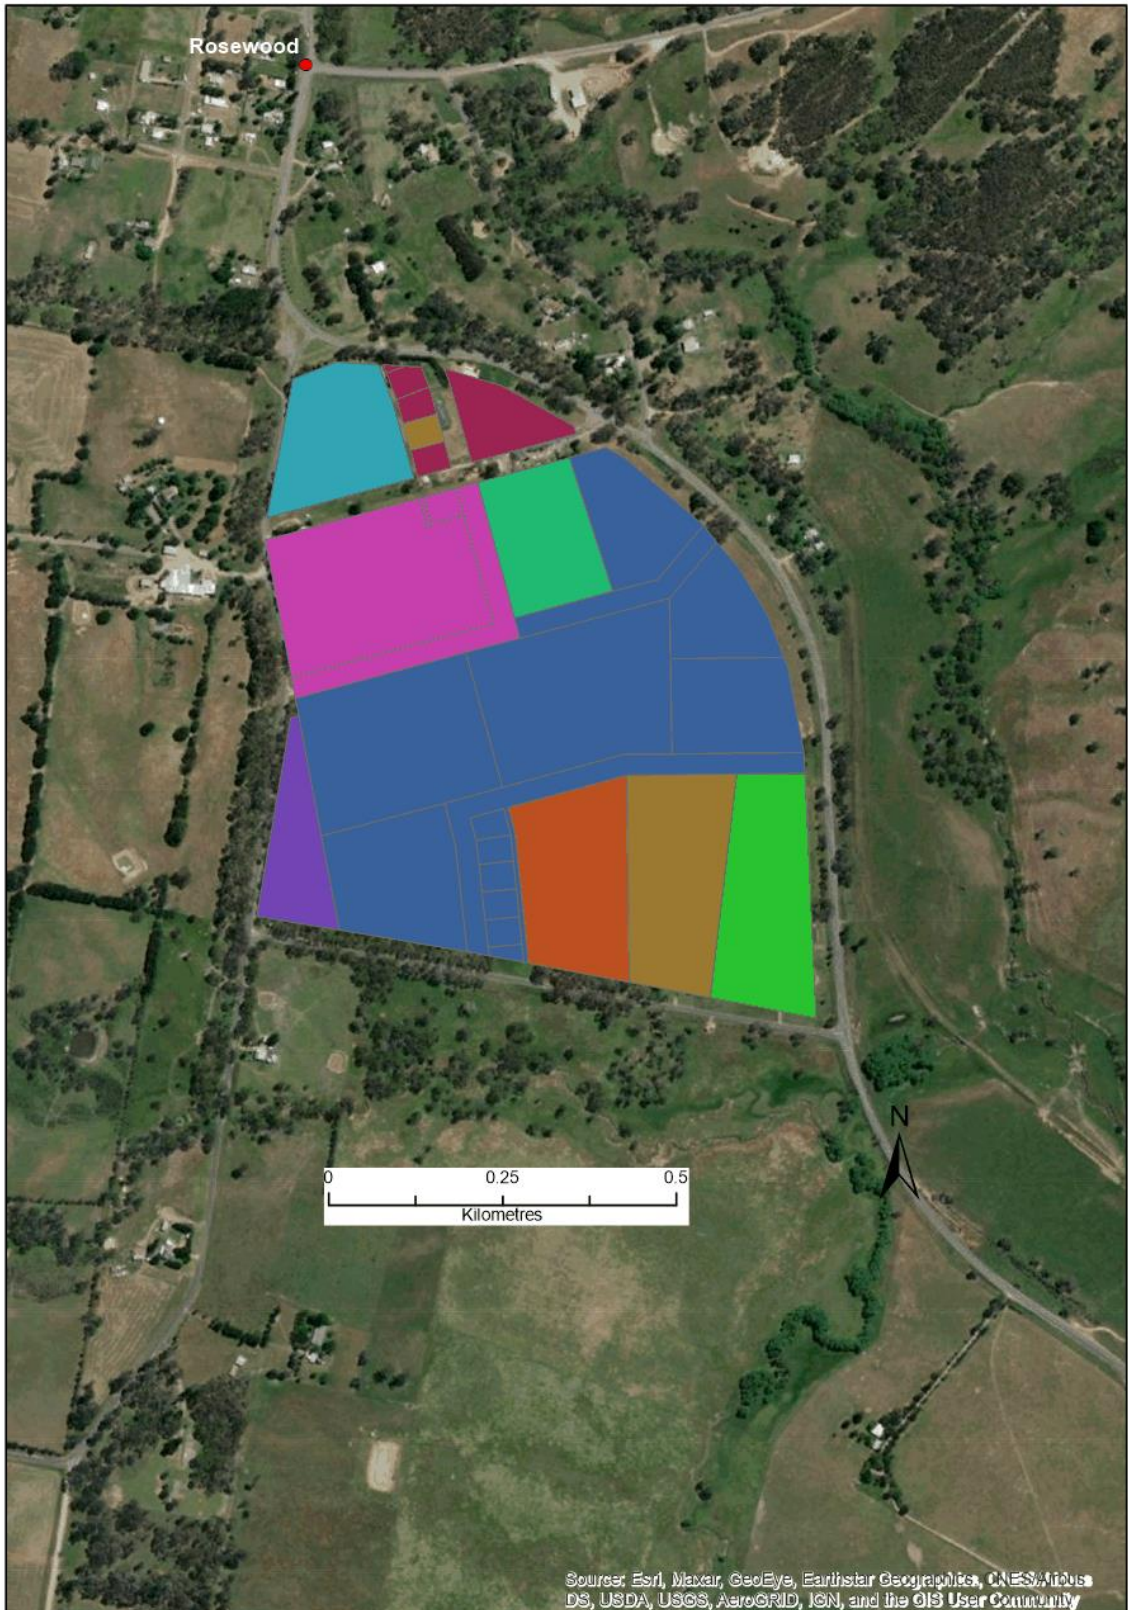 Rosewood
N
0 0.25 0.5
Kilometres
Source: Esri, Maxar, GeoEye, Earthstar Geographics, CNES/Airbus
DS, USDA, USGS, AeroGRID, IGN, and the GIS User Community